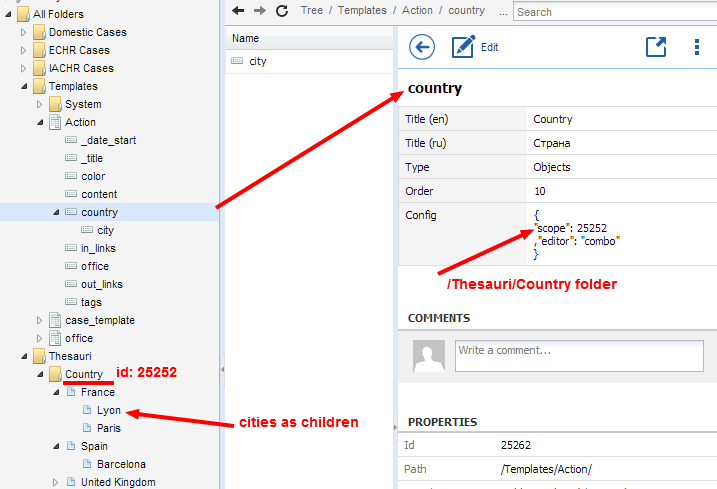 All Folders
Domestic Cases
ECHR Cases
IACHR Cases
Templates
System
Action
_date_start
_title
color
content
country
city
in_links
office
out_links
tags
case_template
office
Thesauri
Country
id: 25252
France
Lyon
Paris
Spain
Barcelona
United Kingdom
cities as children
Tree / Templates / Action / country ...
Search
Name
city
Edit
country
Title (en) Country
Title (ru) Страна
Type Objects
Order 10
Config {
"scope": 25252
,"editor": "combo"
}
/Thesauri/Country folder
COMMENTS
Write a comment...
PROPERTIES
Id 25262
Path /Templates/Action/